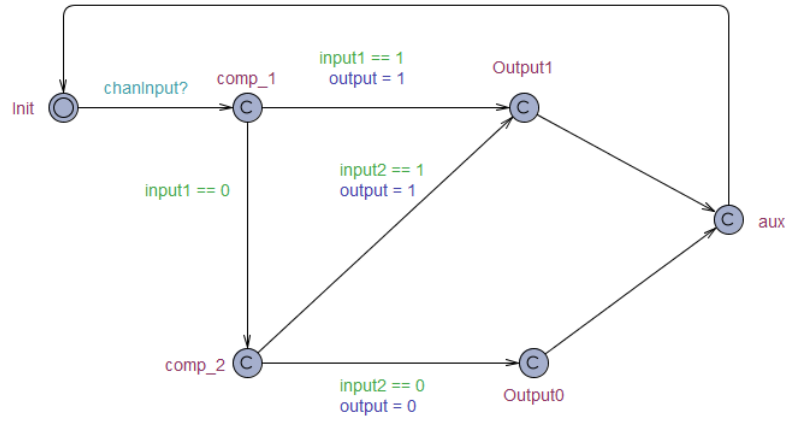 input1 == 1
output = 1
Output1
comp_1
chanInput?
Init
C
C
input2 == 1
output = 1
input1 == 0
C
aux
comp_2
C
C
input2 == 0
output = 0
Output0